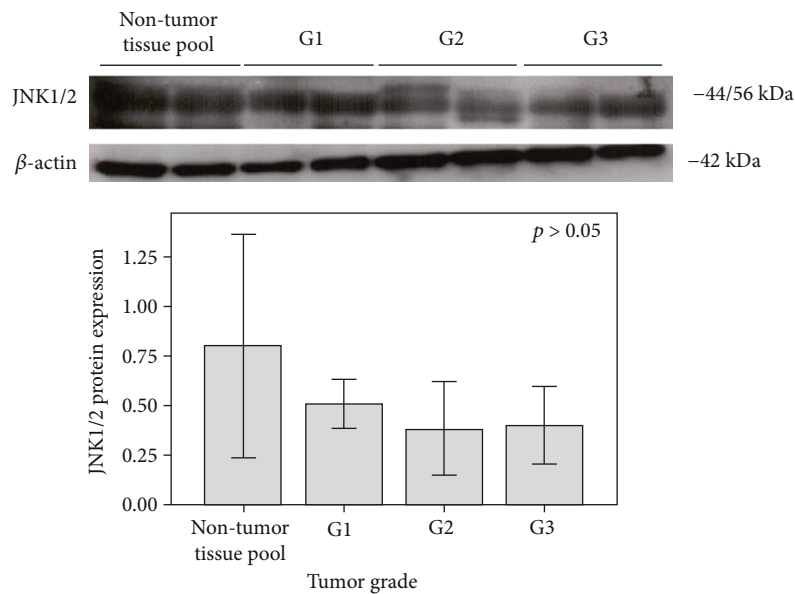 Non-tumor
tissue pool
G1
G2
G3
JNK1/2
–44/56 kDa
β-actin
–42 kDa
p > 0.05
JNK1/2 protein expression
1.25
1.00
0.75
0.50
0.25
0.00
Non-tumor
tissue pool
G1
G2
G3
Tumor grade